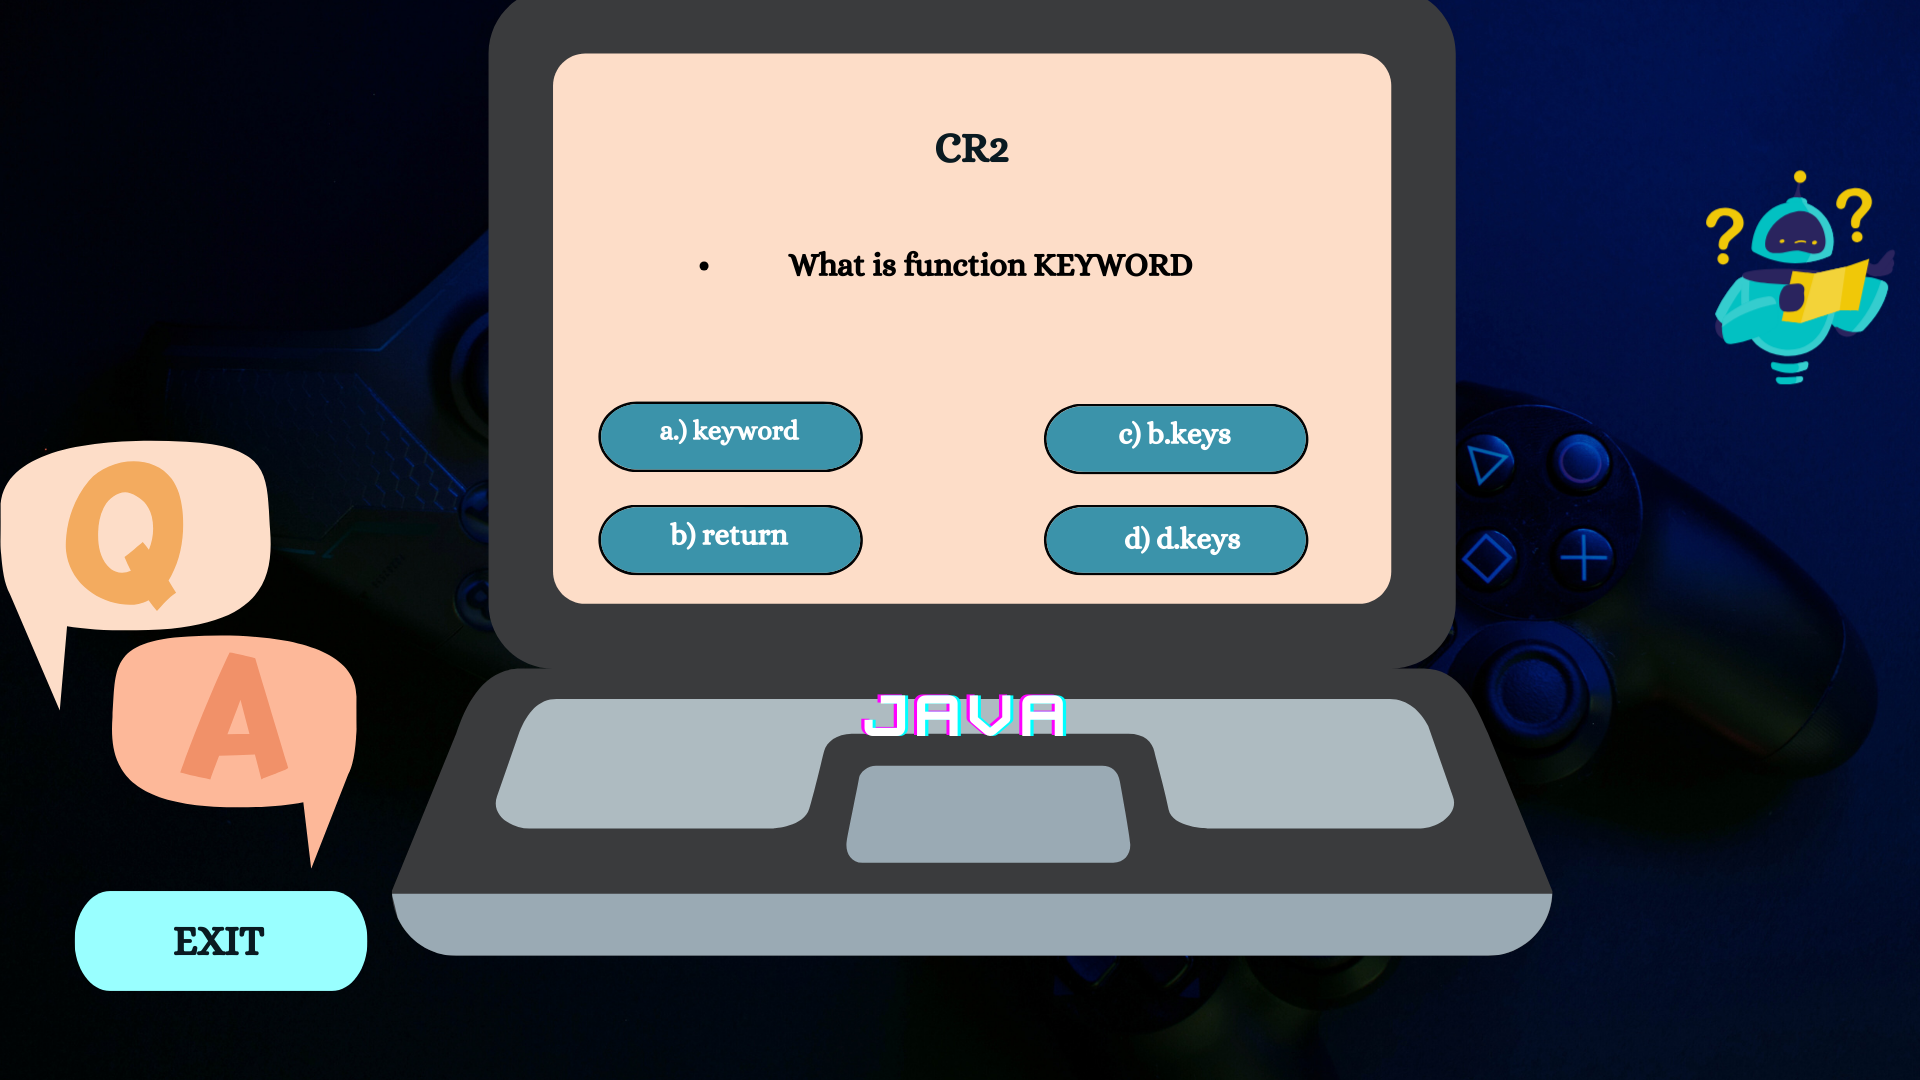 CR2
• What is function KEYWORD
a.) keyword
c) b.keys
b) return
d) d.keys
Q
A
JAVA
EXIT
? ?